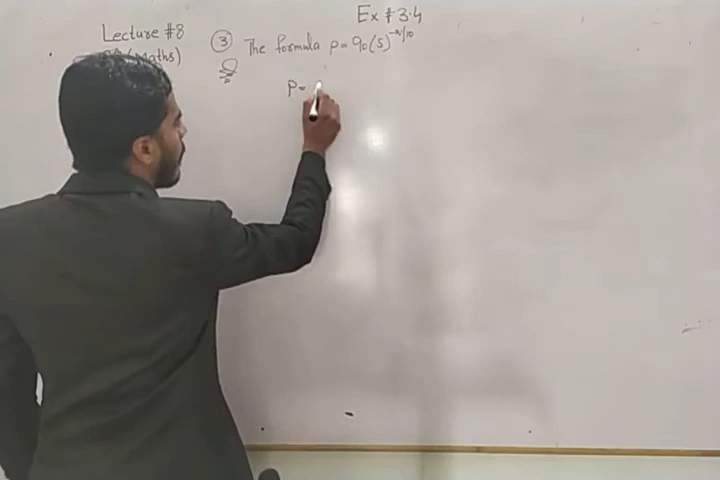 Ex # 3.4
Lecture #8
(Maths)
③ The formula p = 90(5)^-q/10
P =